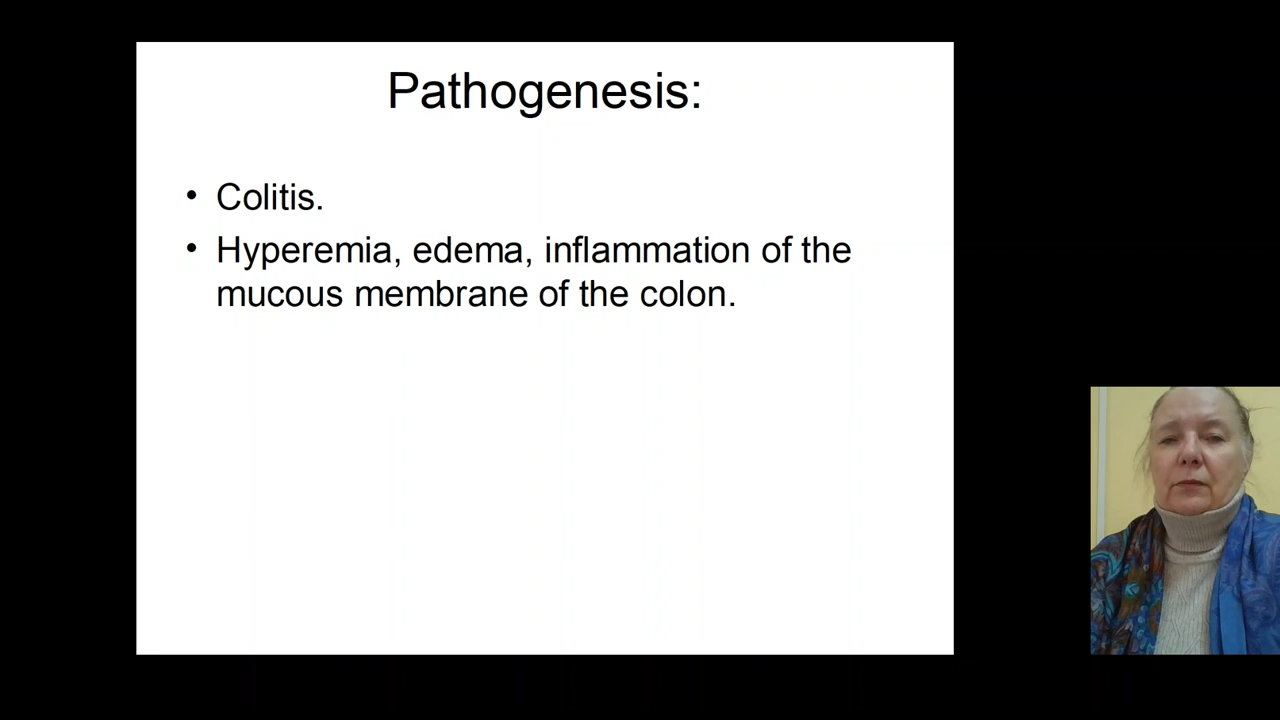 Pathogenesis:
• Colitis.
• Hyperemia, edema, inflammation of the
mucous membrane of the colon.